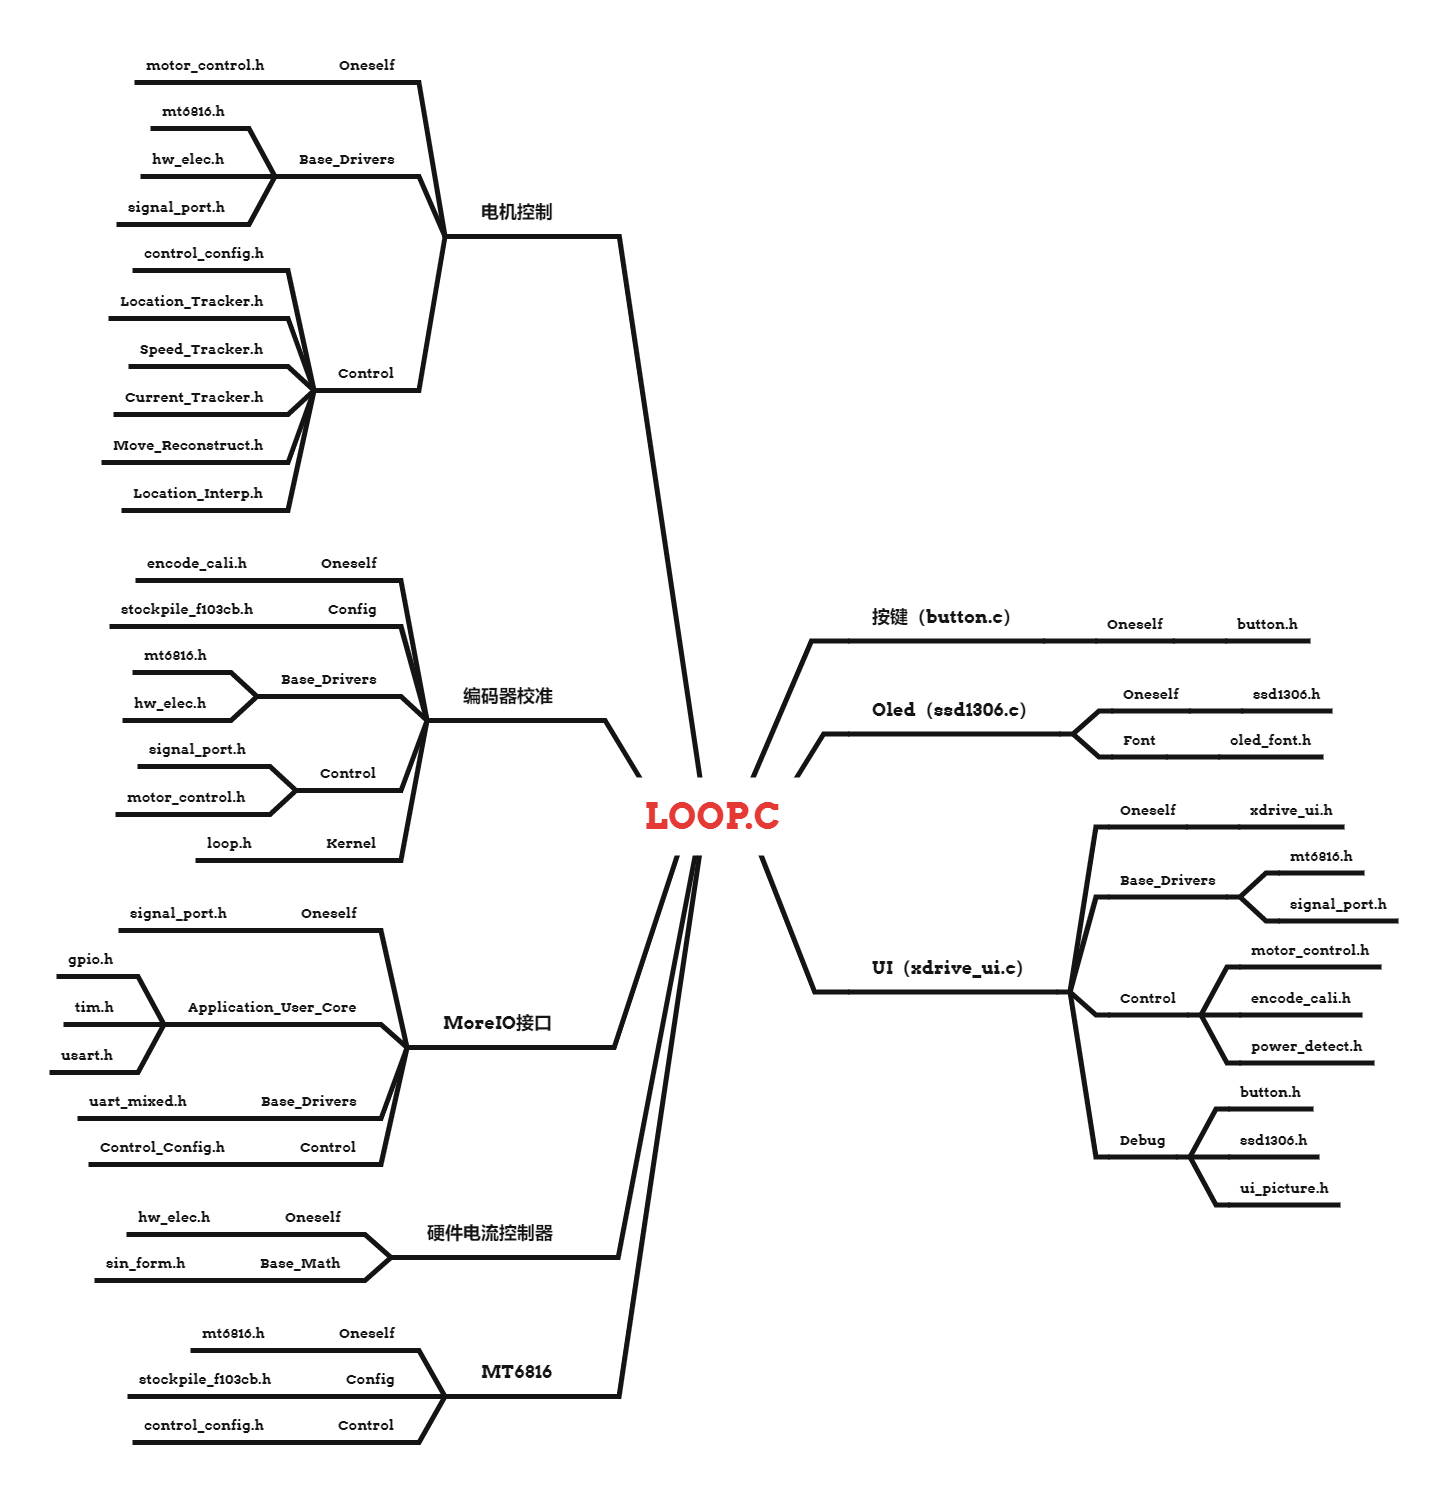 LOOP.C
电机控制
Oneself
motor_control.h
Base_Drivers
mt6816.h
hw_elec.h
signal_port.h
Control
control_config.h
Location_Tracker.h
Speed_Tracker.h
Current_Tracker.h
Move_Reconstruct.h
Location_Interp.h
编码器校准
Oneself
encode_cali.h
Config
stockpile_f103cb.h
Base_Drivers
mt6816.h
hw_elec.h
Control
signal_port.h
motor_control.h
Kernel
loop.h
MoreIO接口
Oneself
signal_port.h
Application_User_Core
gpio.h
tim.h
usart.h
Base_Drivers
uart_mixed.h
Control
Control_Config.h
硬件电流控制器
Oneself
hw_elec.h
Base_Math
sin_form.h
MT6816
Oneself
mt6816.h
Config
stockpile_f103cb.h
Control
control_config.h
按键（button.c）
Oneself
button.h
Oled（ssd1306.c）
Oneself
ssd1306.h
Font
oled_font.h
UI（xdrive_ui.c）
Oneself
xdrive_ui.h
Base_Drivers
mt6816.h
signal_port.h
Control
motor_control.h
encode_cali.h
power_detect.h
Debug
button.h
ssd1306.h
ui_picture.h